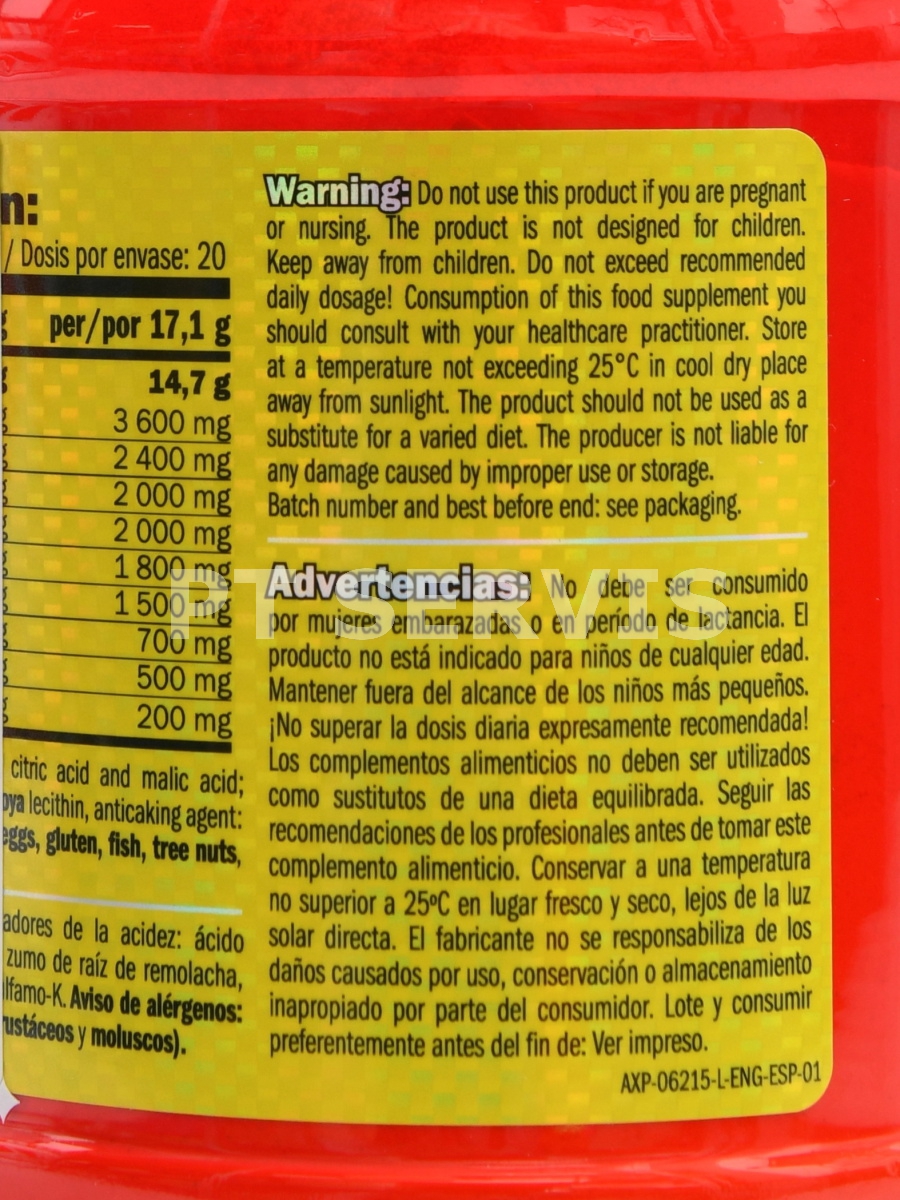 n:
/ Dosis por envase: 20
per/por 17,1 g
14,7 g
3 600 mg
2 400 mg
2 000 mg
2 000 mg
1 800 mg
1 500 mg
700 mg
500 mg
200 mg
citric acid and malic acid;
oya lecithin, anticaking agent:
eggs, gluten, fish, tree nuts,
adores de la acidez: ácido
zumo de raíz de remolacha,
lfamo-K. Aviso de alérgenos:
rustáceos y moluscos).
Warning: Do not use this product if you are pregnant
or nursing. The product is not designed for children.
Keep away from children. Do not exceed recommended
daily dosage! Consumption of this food supplement you
should consult with your healthcare practitioner. Store
at a temperature not exceeding 25°C in cool dry place
away from sunlight. The product should not be used as a
substitute for a varied diet. The producer is not liable for
any damage caused by improper use or storage.
Batch number and best before end: see packaging.
Advertencias: No debe ser consumido
por mujeres embarazadas o en período de lactancia. El
producto no está indicado para niños de cualquier edad.
Mantener fuera del alcance de los niños más pequeños.
¡No superar la dosis diaria expresamente recomendada!
Los complementos alimenticios no deben ser utilizados
como sustitutos de una dieta equilibrada. Seguir las
recomendaciones de los profesionales antes de tomar este
complemento alimenticio. Conservar a una temperatura
no superior a 25ºC en lugar fresco y seco, lejos de la luz
solar directa. El fabricante no se responsabiliza de los
daños causados por uso, conservación o almacenamiento
inapropiado por parte del consumidor. Lote y consumir
preferentemente antes del fin de: Ver impreso.
AXP-06215-L-ENG-ESP-01
PT SERVIS